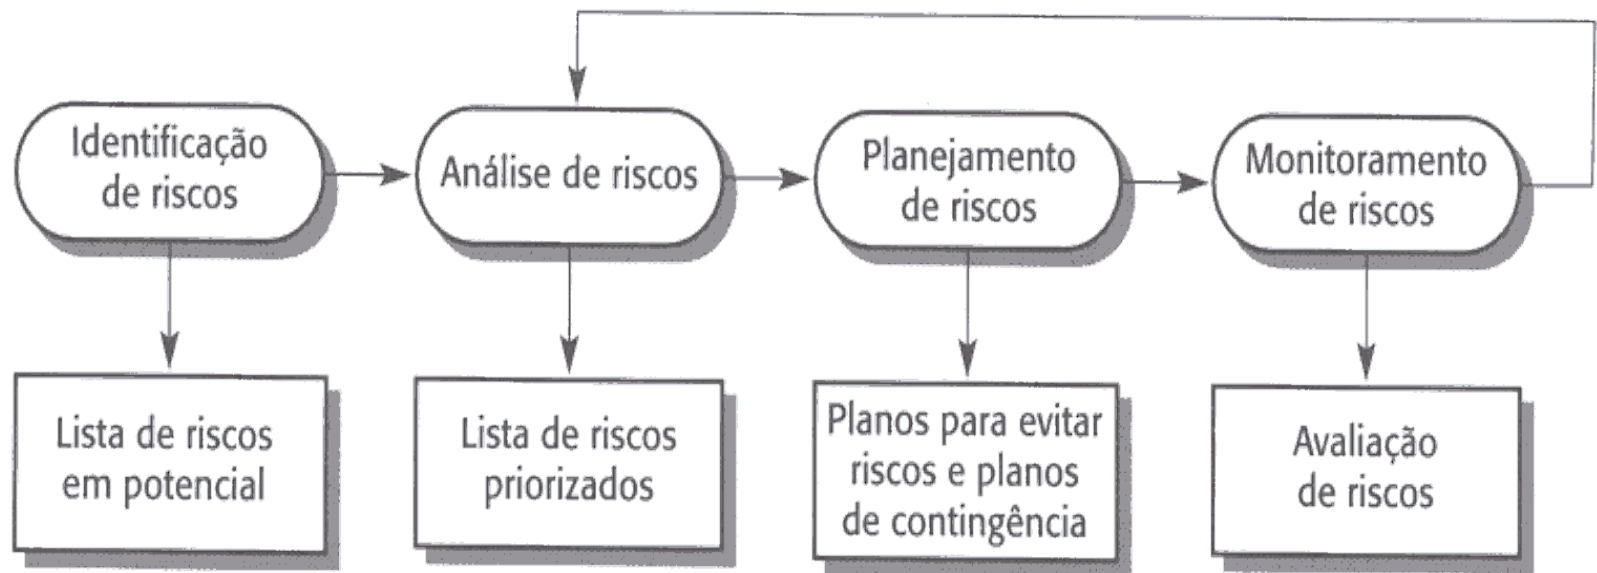 Identificação
de riscos
Análise de riscos
Planejamento
de riscos
Monitoramento
de riscos
Lista de riscos
em potencial
Lista de riscos
priorizados
Planos para evitar
riscos e planos
de contingência
Avaliação
de riscos